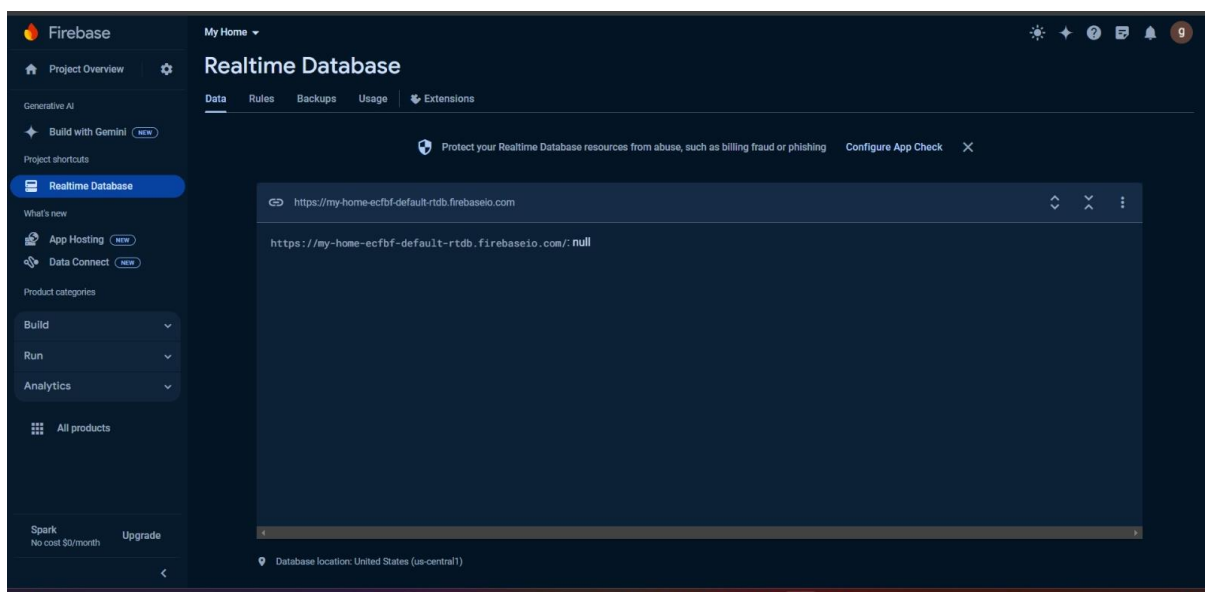 Firebase
My Home
g
Project Overview
Realtime Database
Data Rules Backups Usage Extensions
Generative AI
Build with Gemini NEW
Protect your Realtime Database resources from abuse, such as billing fraud or phishing Configure App Check
Project shortcuts
Realtime Database
https://my-home-ecfbf-default-rtdb.firebaseio.com
What's new
App Hosting NEW
https://my-home-ecfbf-default-rtdb.firebaseio.com/: null
Data Connect NEW
Product categories
Build
Run
Analytics
All products
Spark
No cost $0/month
Upgrade
Database location: United States (us-central1)